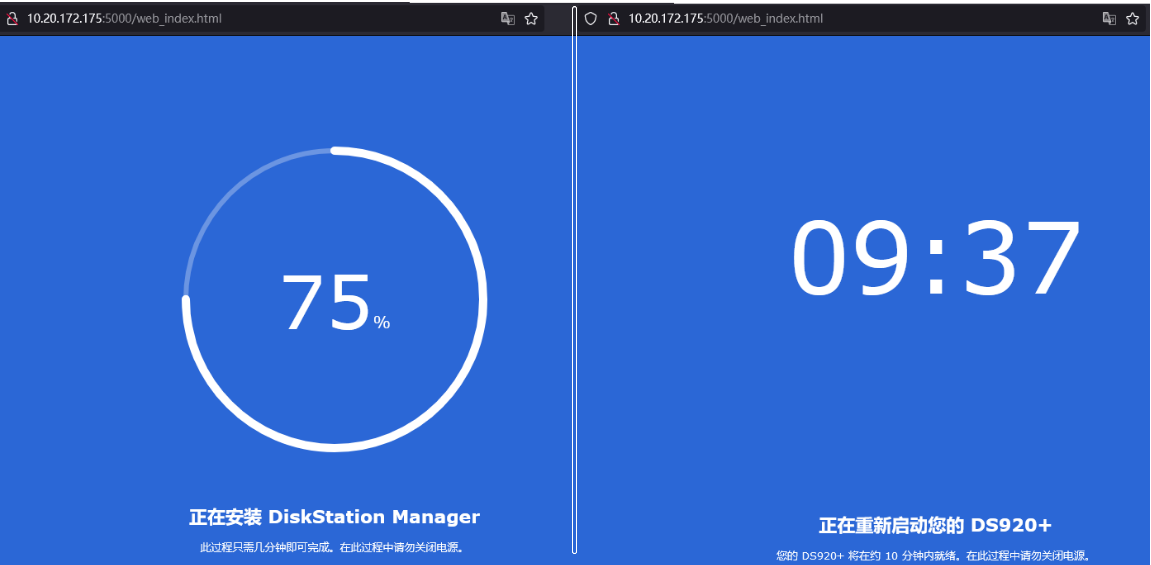 10.20.172.175:5000/web_index.html
75%
正在安装 DiskStation Manager
此过程只需几分钟即可完成。在此过程中请勿关闭电源。
10.20.172.175:5000/web_index.html
09:37
正在重新启动您的 DS920+
您的 DS920+ 将在约 10 分钟内就绪。在此过程中请勿关闭电源。